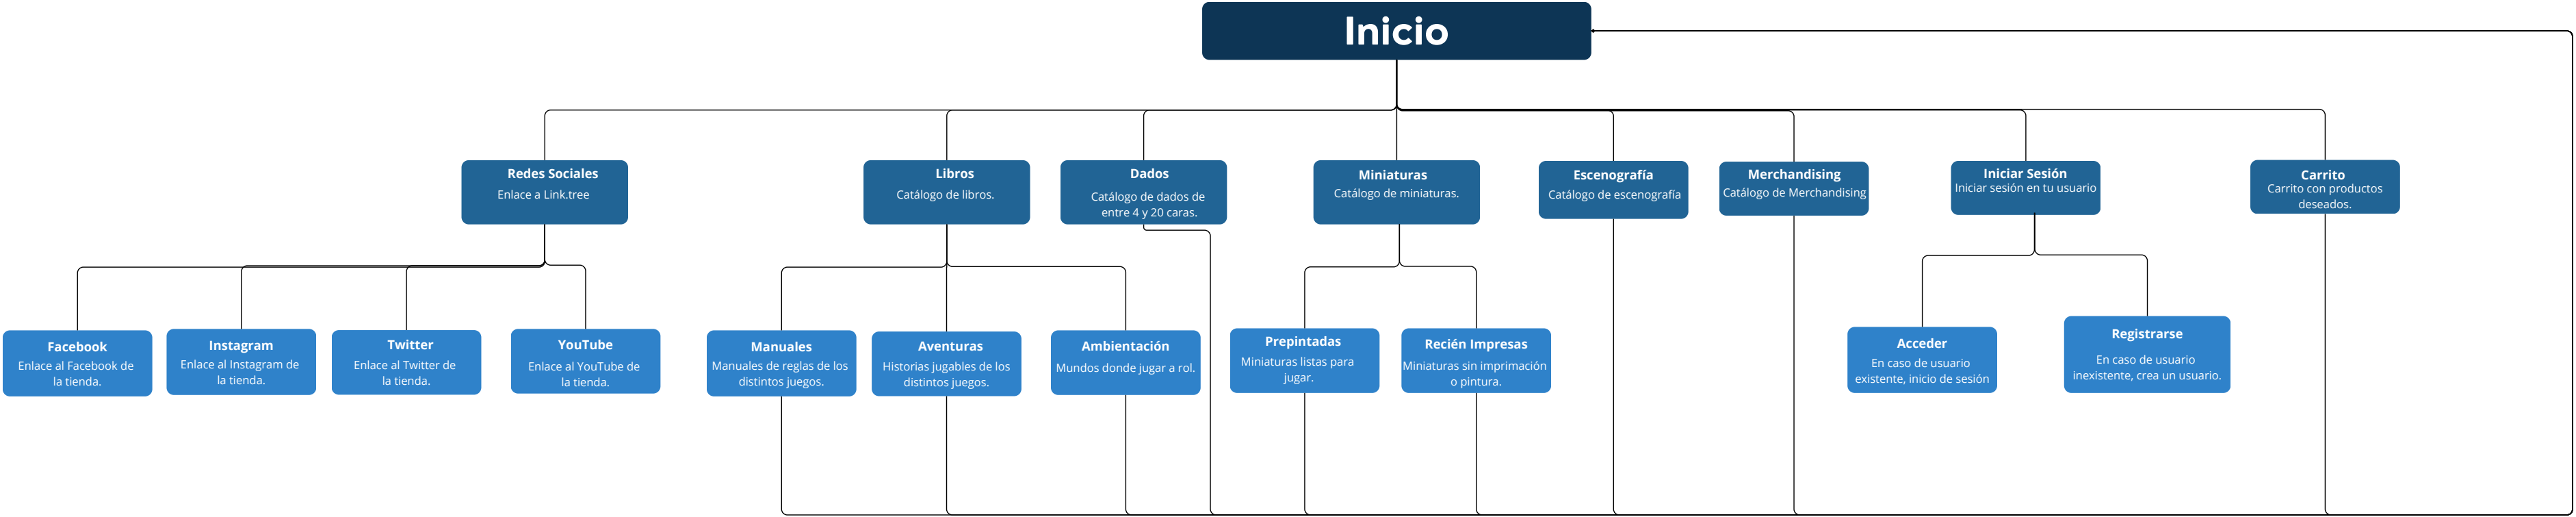 Inicio
Redes Sociales
Enlace a Link.tree
Libros
Catálogo de libros.
Dados
Catálogo de dados de
entre 4 y 20 caras.
Miniaturas
Catálogo de miniaturas.
Escenografía
Catálogo de escenografía
Merchandising
Catálogo de Merchandising
Iniciar Sesión
Iniciar sesión en tu usuario
Carrito
Carrito con productos
deseados.
Facebook
Enlace al Facebook de
la tienda.
Instagram
Enlace al Instagram de
la tienda.
Twitter
Enlace al Twitter de
la tienda.
YouTube
Enlace al YouTube de
la tienda.
Manuales
Manuales de reglas de los
distintos juegos.
Aventuras
Historias jugables de los
distintos juegos.
Ambientación
Mundos donde jugar a rol.
Prepintadas
Miniaturas listas para
jugar.
Recién Impresas
Miniaturas sin imprimación
o pintura.
Acceder
En caso de usuario
existente, inicio de sesión
Registrarse
En caso de usuario
inexistente, crea un usuario.